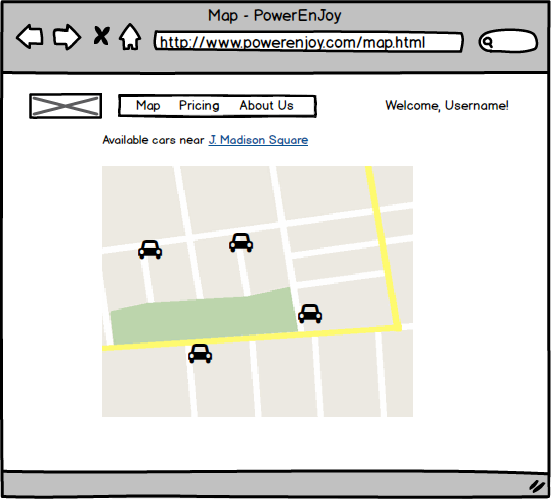 Map - PowerEnJoy
http://www.powerenjoy.com/map.html
Map Pricing About Us Welcome, Username!
Available cars near J. Madison Square